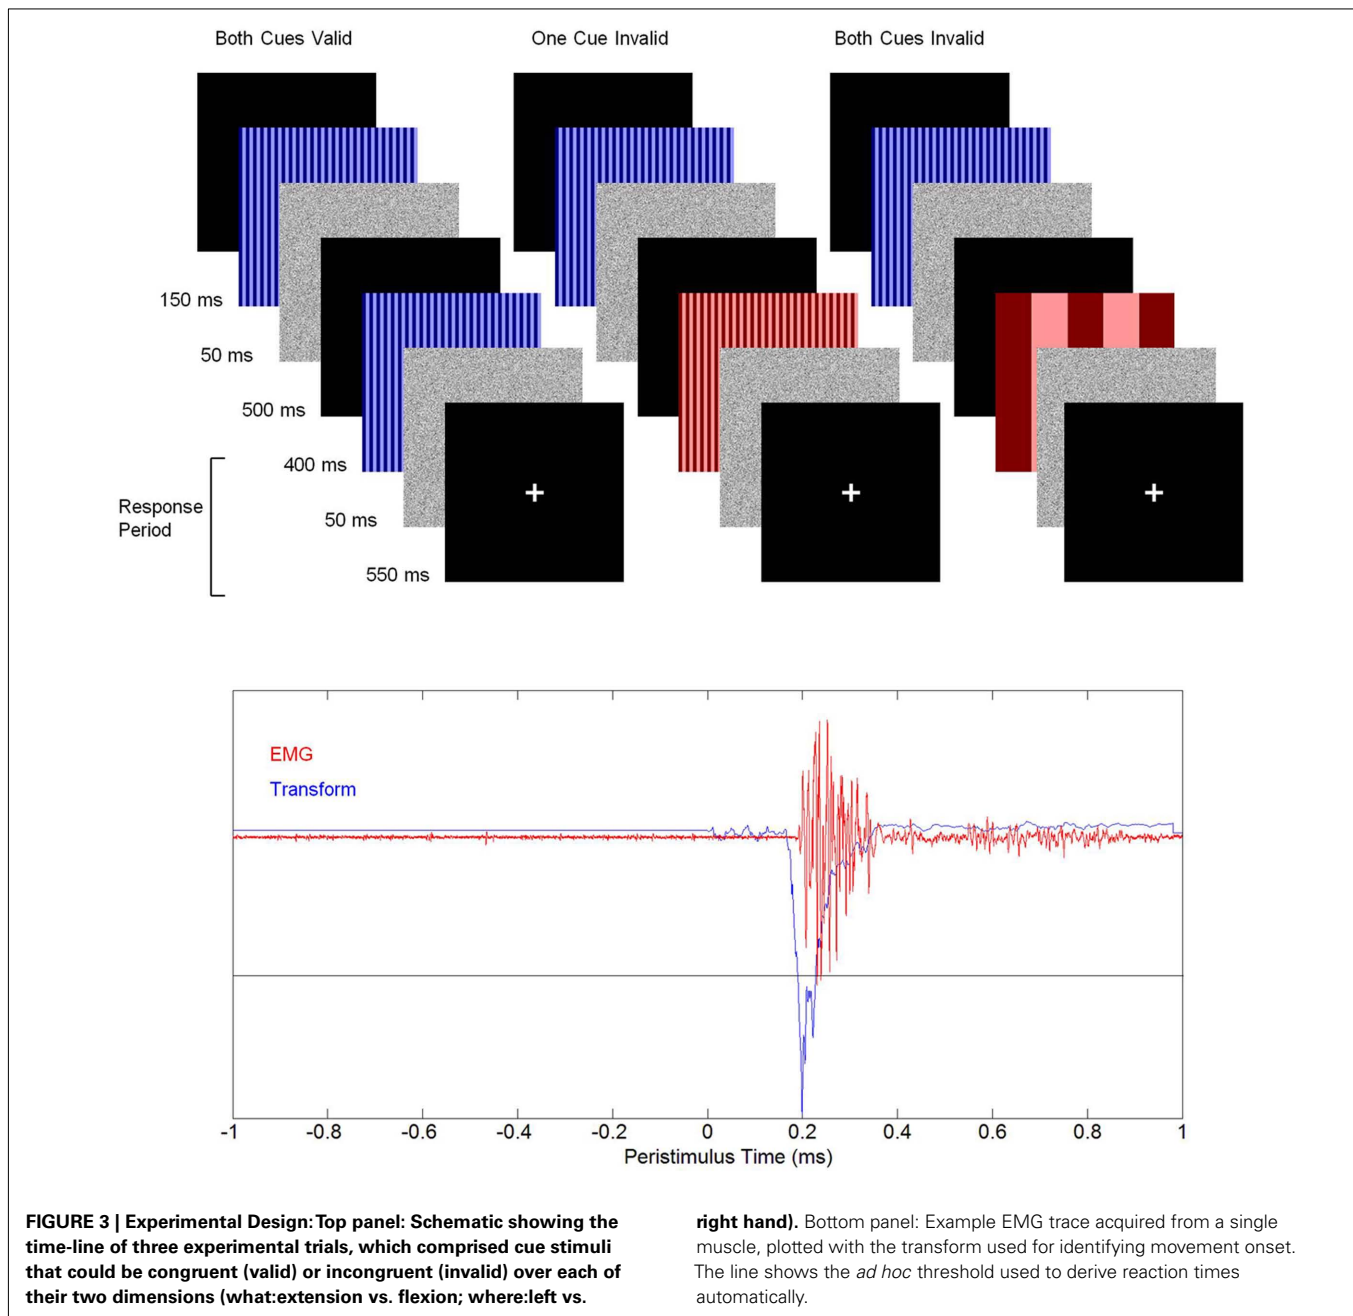 Both Cues Valid
One Cue Invalid
Both Cues Invalid
150 ms
50 ms
500 ms
400 ms
50 ms
550 ms
Response
Period
EMG
Transform
-1 -0.8 -0.6 -0.4 -0.2 0 0.2 0.4 0.6 0.8 1
Peristimulus Time (ms)
FIGURE 3 | Experimental Design: Top panel: Schematic showing the
time-line of three experimental trials, which comprised cue stimuli
that could be congruent (valid) or incongruent (invalid) over each of
their two dimensions (what:extension vs. flexion; where:left vs.
right hand). Bottom panel: Example EMG trace acquired from a single
muscle, plotted with the transform used for identifying movement onset.
The line shows the ad hoc threshold used to derive reaction times
automatically.